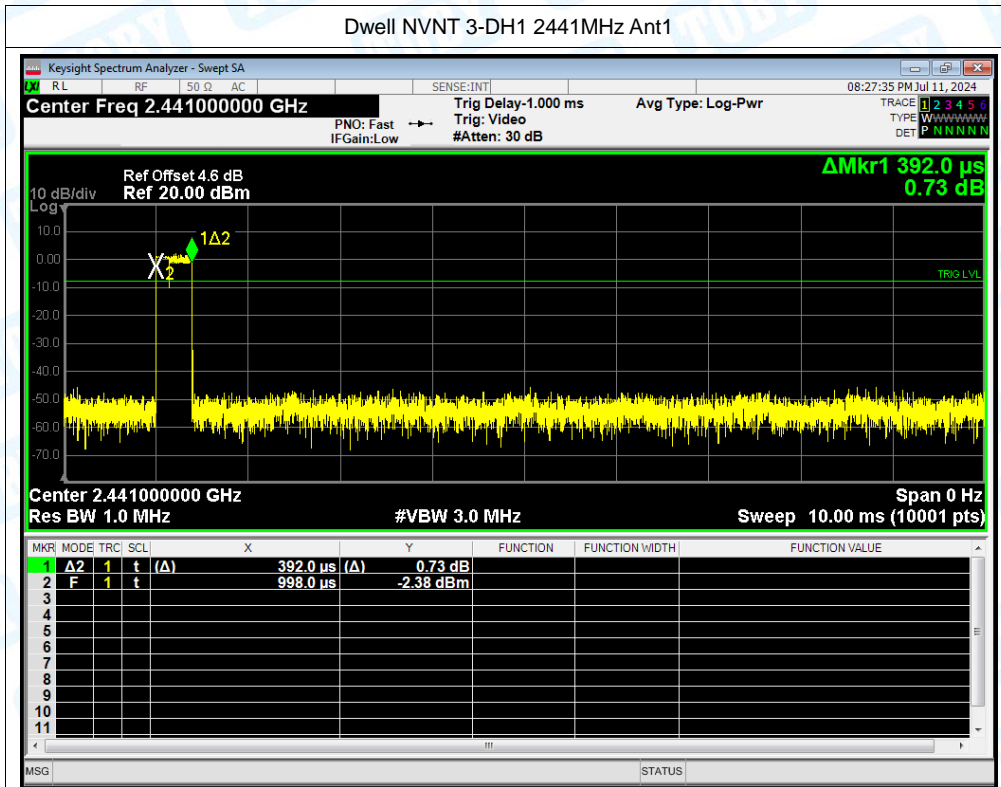 Dwell NVNT 3-DH1 2441MHz Ant1
Keysight Spectrum Analyzer - Swept SA
LXI RL RF 50 Ω AC SENSE:INT 08:27:35 PM Jul 11, 2024
Center Freq 2.441000000 GHz Trig Delay-1.000 ms Avg Type: Log-Pwr TRACE 1 2 3 4 5 6
PNO: Fast Trig: Video TYPE WWWWWW
IFGain:Low #Atten: 30 dB DET P N N N N N
ΔMkr1 392.0 µs
Ref Offset 4.6 dB
10 dB/div Ref 20.00 dBm 0.73 dB
Log
10.0
1Δ2
0.00
2
TRIG LVL
-10.0
-20.0
-30.0
-40.0
-50.0
-60.0
-70.0
Center 2.441000000 GHz Span 0 Hz
Res BW 1.0 MHz #VBW 3.0 MHz Sweep 10.00 ms (10001 pts)
MKR MODE TRC SCL X Y FUNCTION FUNCTION WIDTH FUNCTION VALUE
1 Δ2 1 t (Δ) 392.0 µs (Δ) 0.73 dB
2 F 1 t 998.0 µs -2.38 dBm
3
4
5
6
7
8
9
10
11
MSG STATUS